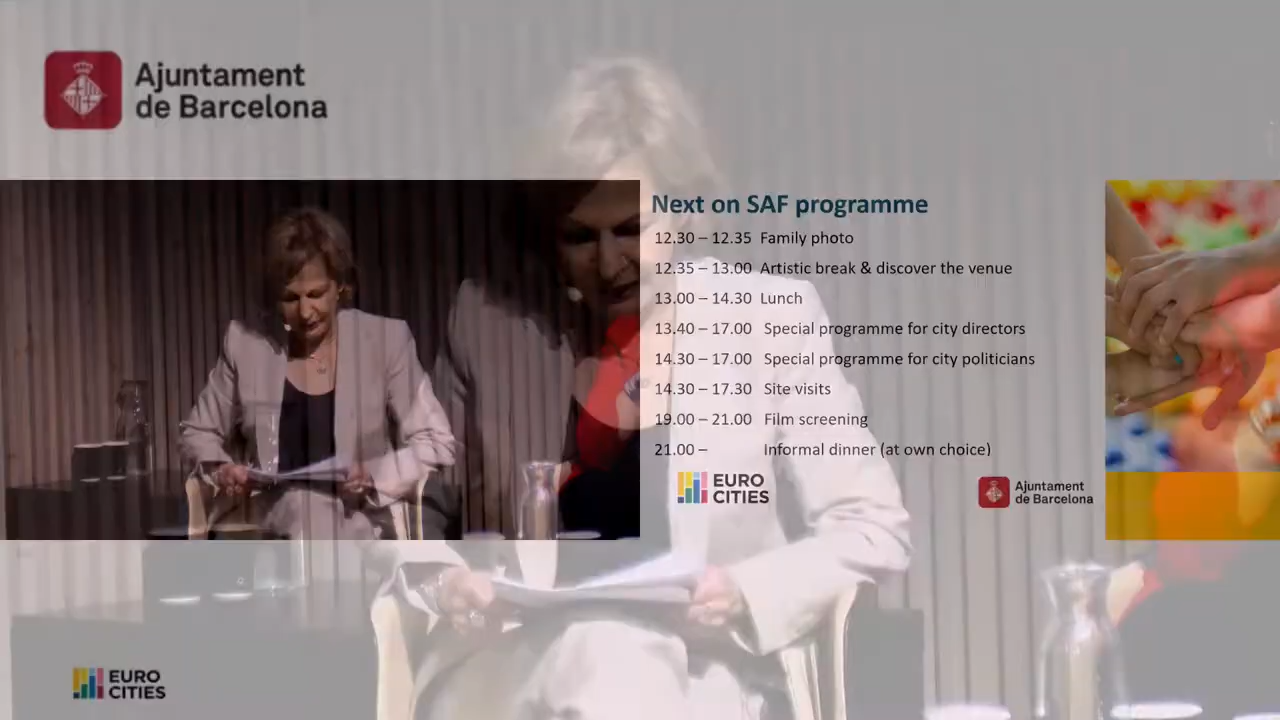 Ajuntament
de Barcelona
Next on SAF programme
12.30 – 12.35 Family photo
12.35 – 13.00 Artistic break & discover the venue
13.00 – 14.30 Lunch
13.40 – 17.00 Special programme for city directors
14.30 – 17.00 Special programme for city politicians
14.30 – 17.30 Site visits
19.00 – 21.00 Film screening
21.00 – Informal dinner (at own choice)
EURO
CITIES
Ajuntament
de Barcelona
EURO
CITIES